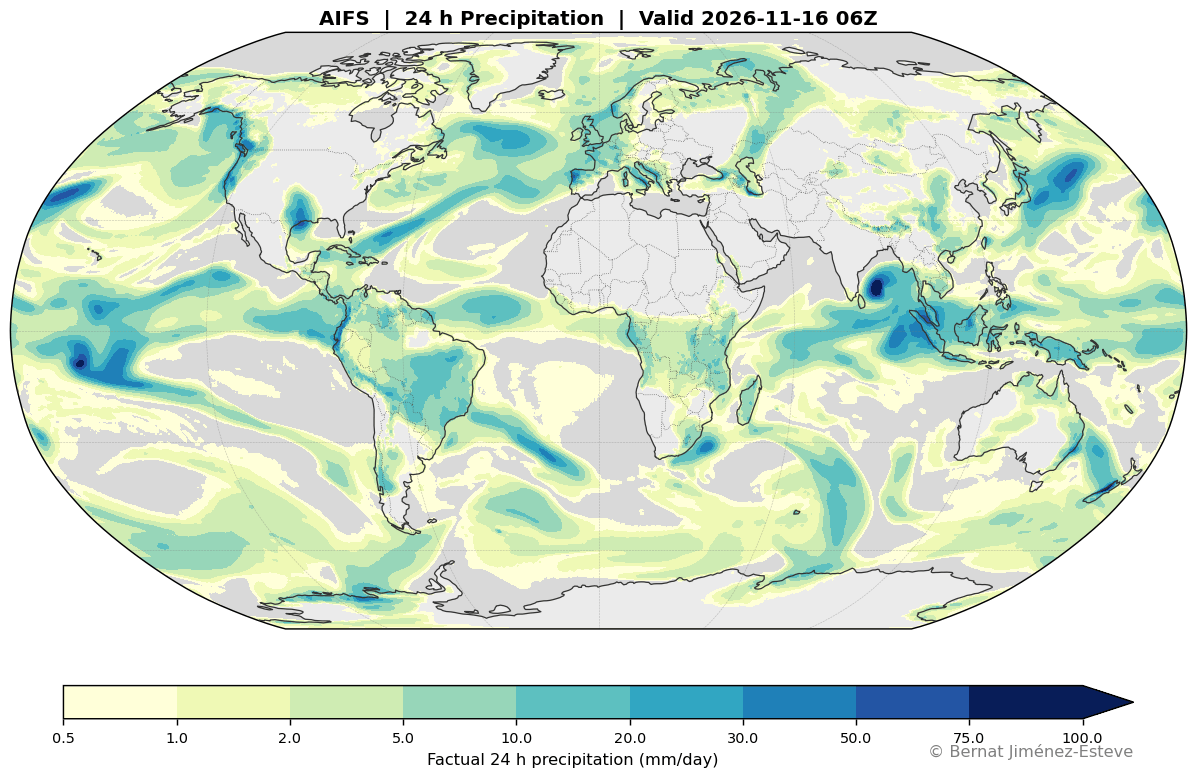 AIFS | 24 h Precipitation | Valid 2026-11-16 06Z
0.5 1.0 2.0 5.0 10.0 20.0 30.0 50.0 75.0 100.0
Factual 24 h precipitation (mm/day)
© Bernat Jiménez-Esteve